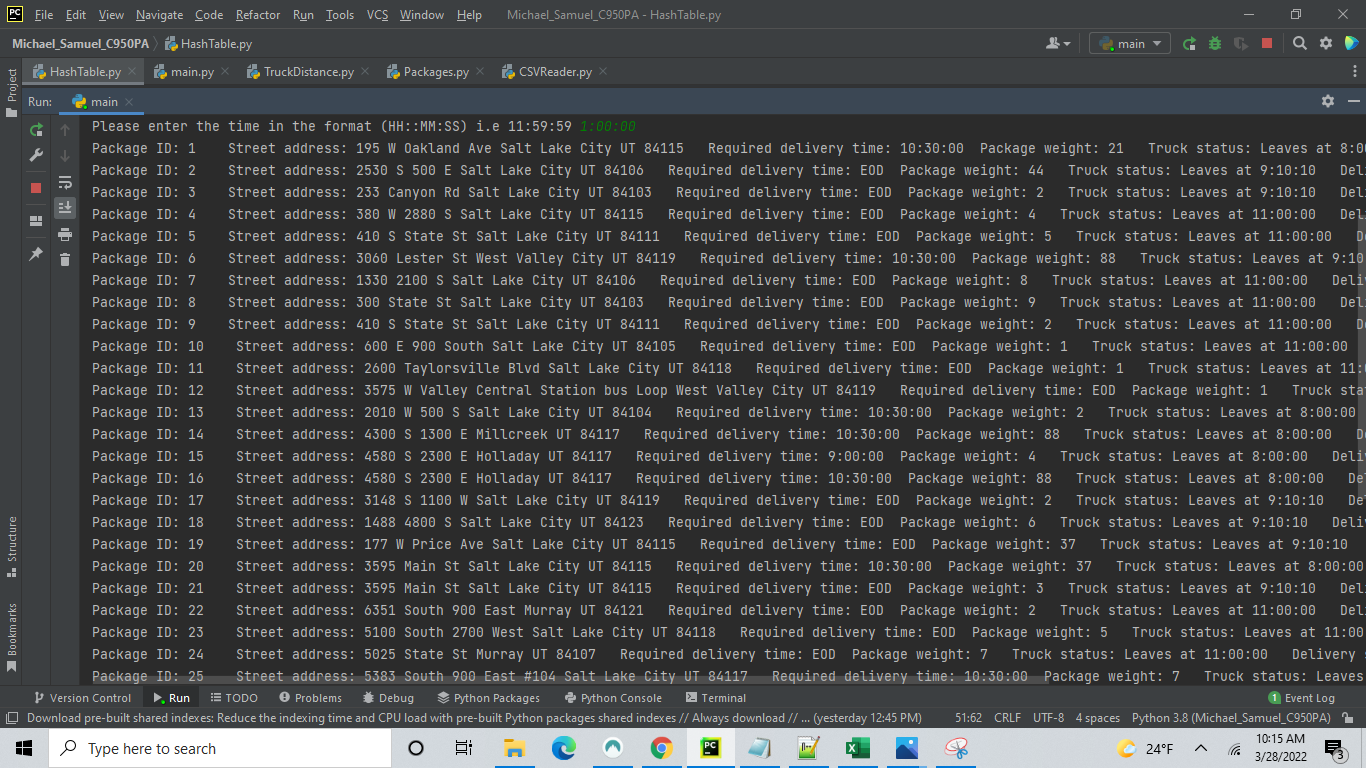 PC File Edit View Navigate Code Refactor Run Tools VCS Window Help Michael_Samuel_C950PA - HashTable.py
Michael_Samuel_C950PA HashTable.py main
HashTable.py main.py TruckDistance.py Packages.py CSVReader.py
Project
Run: main
Please enter the time in the format (HH::MM:SS) i.e 11:59:59 1:00:00
Package ID: 1 Street address: 195 W Oakland Ave Salt Lake City UT 84115 Required delivery time: 10:30:00 Package weight: 21 Truck status: Leaves at 8:00
Package ID: 2 Street address: 2530 S 500 E Salt Lake City UT 84106 Required delivery time: EOD Package weight: 44 Truck status: Leaves at 9:10:10 Deli
Package ID: 3 Street address: 233 Canyon Rd Salt Lake City UT 84103 Required delivery time: EOD Package weight: 2 Truck status: Leaves at 9:10:10 Deli
Package ID: 4 Street address: 380 W 2880 S Salt Lake City UT 84115 Required delivery time: EOD Package weight: 4 Truck status: Leaves at 11:00:00 Del
Package ID: 5 Street address: 410 S State St Salt Lake City UT 84111 Required delivery time: EOD Package weight: 5 Truck status: Leaves at 11:00:00 D
Package ID: 6 Street address: 3060 Lester St West Valley City UT 84119 Required delivery time: 10:30:00 Package weight: 88 Truck status: Leaves at 9:10
Package ID: 7 Street address: 1330 2100 S Salt Lake City UT 84106 Required delivery time: EOD Package weight: 8 Truck status: Leaves at 11:00:00 Deli
Package ID: 8 Street address: 300 State St Salt Lake City UT 84103 Required delivery time: EOD Package weight: 9 Truck status: Leaves at 11:00:00 Del
Package ID: 9 Street address: 410 S State St Salt Lake City UT 84111 Required delivery time: EOD Package weight: 2 Truck status: Leaves at 11:00:00 D
Package ID: 10 Street address: 600 E 900 South Salt Lake City UT 84105 Required delivery time: EOD Package weight: 1 Truck status: Leaves at 11:00:00
Package ID: 11 Street address: 2600 Taylorsville Blvd Salt Lake City UT 84118 Required delivery time: EOD Package weight: 1 Truck status: Leaves at 11:
Package ID: 12 Street address: 3575 W Valley Central Station bus Loop West Valley City UT 84119 Required delivery time: EOD Package weight: 1 Truck sta
Package ID: 13 Street address: 2010 W 500 S Salt Lake City UT 84104 Required delivery time: 10:30:00 Package weight: 2 Truck status: Leaves at 8:00:00
Package ID: 14 Street address: 4300 S 1300 E Millcreek UT 84117 Required delivery time: 10:30:00 Package weight: 88 Truck status: Leaves at 8:00:00 D
Package ID: 15 Street address: 4580 S 2300 E Holladay UT 84117 Required delivery time: 9:00:00 Package weight: 4 Truck status: Leaves at 8:00:00 Deli
Package ID: 16 Street address: 4580 S 2300 E Holladay UT 84117 Required delivery time: 10:30:00 Package weight: 88 Truck status: Leaves at 8:00:00 De
Package ID: 17 Street address: 3148 S 1100 W Salt Lake City UT 84119 Required delivery time: EOD Package weight: 2 Truck status: Leaves at 9:10:10 De
Package ID: 18 Street address: 1488 4800 S Salt Lake City UT 84123 Required delivery time: EOD Package weight: 6 Truck status: Leaves at 9:10:10 Deli
Package ID: 19 Street address: 177 W Price Ave Salt Lake City UT 84115 Required delivery time: EOD Package weight: 37 Truck status: Leaves at 9:10:10
Package ID: 20 Street address: 3595 Main St Salt Lake City UT 84115 Required delivery time: 10:30:00 Package weight: 37 Truck status: Leaves at 8:00:00
Package ID: 21 Street address: 3595 Main St Salt Lake City UT 84115 Required delivery time: EOD Package weight: 3 Truck status: Leaves at 9:10:10 Deli
Package ID: 22 Street address: 6351 South 900 East Murray UT 84121 Required delivery time: EOD Package weight: 2 Truck status: Leaves at 11:00:00 Del
Package ID: 23 Street address: 5100 South 2700 West Salt Lake City UT 84118 Required delivery time: EOD Package weight: 5 Truck status: Leaves at 11:00
Package ID: 24 Street address: 5025 State St Murray UT 84107 Required delivery time: EOD Package weight: 7 Truck status: Leaves at 11:00:00 Delivery s
Package ID: 25 Street address: 5383 South 900 East #104 Salt Lake City UT 84117 Required delivery time: 10:30:00 Package weight: 7 Truck status: Leaves
Structure
Bookmarks
Version Control Run TODO Problems Debug Python Packages Python Console Terminal 1 Event Log
Download pre-built shared indexes: Reduce the indexing time and CPU load with pre-built Python packages shared indexes // Always download // ... (yesterday 12:45 PM) 51:62 CRLF UTF-8 4 spaces Python 3.8 (Michael_Samuel_C950PA)
Type here to search 24°F 10:15 AM
3/28/2022 3